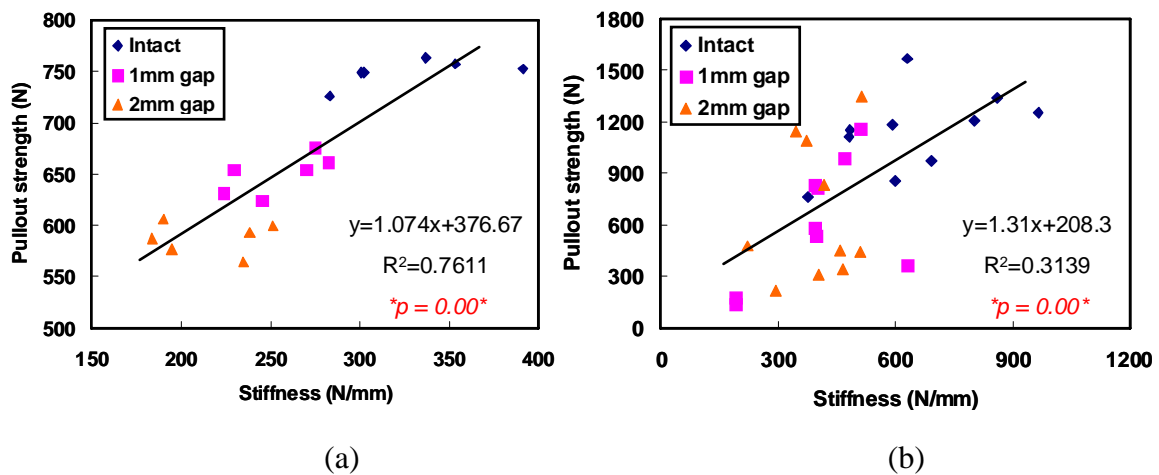 800
750
700
650
600
550
500
Pullout strength (N)
Intact
1mm gap
2mm gap
y=1.074x+376.67
R²=0.7611
*p = 0.00*
150 200 250 300 350 400
Stiffness (N/mm)
(a)
1800
1500
1200
900
600
300
0
Pullout strength (N)
Intact
1mm gap
2mm gap
y=1.31x+208.3
R²=0.3139
*p = 0.00*
0 300 600 900 1200
Stiffness (N/mm)
(b)